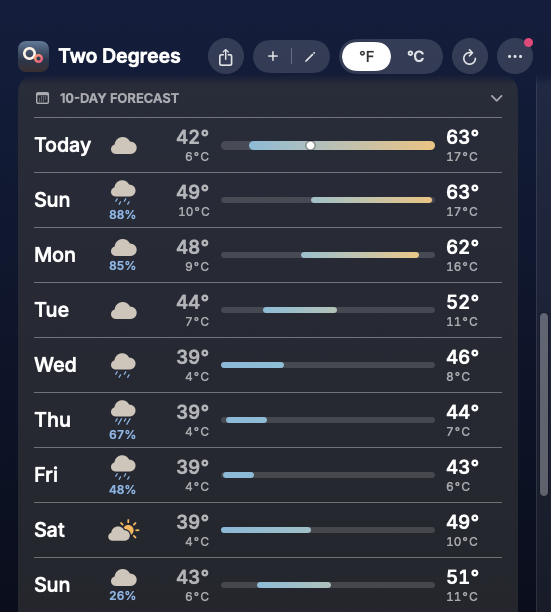 Two Degrees
°F
°C
10-DAY FORECAST
Today 42° 63°
6°C 17°C
Sun 49° 63°
88% 10°C 17°C
Mon 48° 62°
85% 9°C 16°C
Tue 44° 52°
7°C 11°C
Wed 39° 46°
4°C 8°C
Thu 39° 44°
67% 4°C 7°C
Fri 39° 43°
48% 4°C 6°C
Sat 39° 49°
4°C 10°C
Sun 43° 51°
26% 6°C 11°C